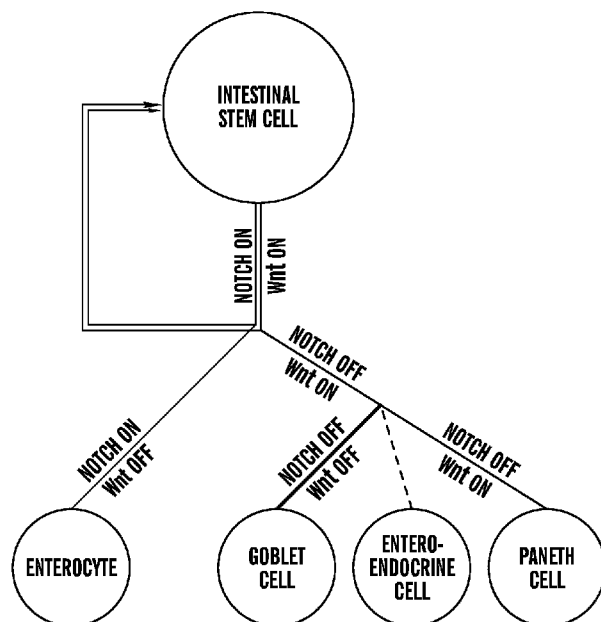 INTESTINAL
STEM CELL
NOTCH ON
Wnt ON
NOTCH OFF
Wnt ON
NOTCH ON
Wnt OFF
NOTCH OFF
Wnt OFF
NOTCH OFF
Wnt ON
ENTEROCYTE
GOBLET
CELL
ENTERO-
ENDOCRINE
CELL
PANETH
CELL